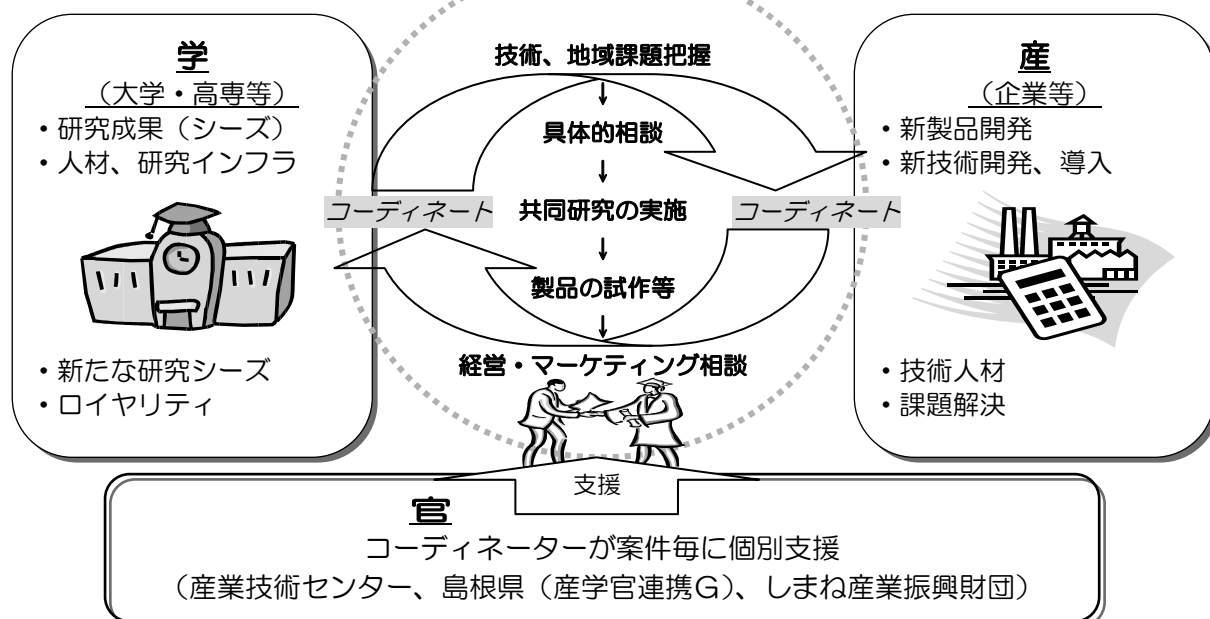 学
(大学・高専等)
・研究成果(シーズ)
・人材、研究インフラ
・新たな研究シーズ
・ロイヤリティ
技術、地域課題把握
↓
具体的相談
↓
コーディネート
共同研究の実施
コーディネート
↓
製品の試作等
↓
経営・マーケティング相談
産
(企業等)
・新製品開発
・新技術開発、導入
・技術人材
・課題解決
支援
官
コーディネーターが案件毎に個別支援
(産業技術センター、島根県(産学官連携G)、しまね産業振興財団)